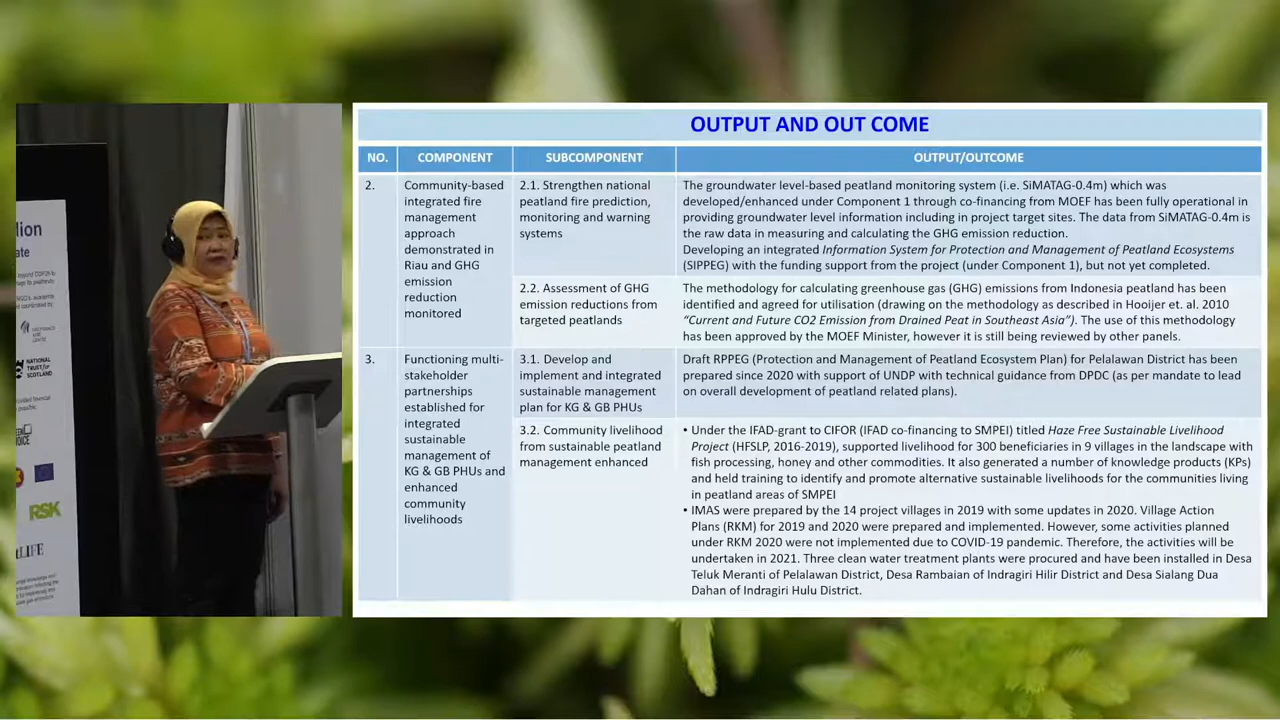 lion
ate
NATIONAL
TRUST for
SCOTLAND
RSK
LIFE
OUTPUT AND OUT COME
NO.
COMPONENT
SUBCOMPONENT
OUTPUT/OUTCOME
2.
Community-based
integrated fire
management
approach
demonstrated in
Riau and GHG
emission
reduction
monitored
2.1. Strengthen national
peatland fire prediction,
monitoring and warning
systems
The groundwater level-based peatland monitoring system (i.e. SiMATAG-0.4m) which was
developed/enhanced under Component 1 through co-financing from MOEF has been fully operational in
providing groundwater level information including in project target sites. The data from SiMATAG-0.4m is
the raw data in measuring and calculating the GHG emission reduction.
Developing an integrated Information System for Protection and Management of Peatland Ecosystems
(SIPPEG) with the funding support from the project (under Component 1), but not yet completed.
2.2. Assessment of GHG
emission reductions from
targeted peatlands
The methodology for calculating greenhouse gas (GHG) emissions from Indonesia peatland has been
identified and agreed for utilisation (drawing on the methodology as described in Hooijer et. al. 2010
“Current and Future CO2 Emission from Drained Peat in Southeast Asia”). The use of this methodology
has been approved by the MOEF Minister, however it is still being reviewed by other panels.
3.
Functioning multi-
stakeholder
partnerships
established for
integrated
sustainable
management of
KG & GB PHUs and
enhanced
community
livelihoods
3.1. Develop and
implement and integrated
sustainable management
plan for KG & GB PHUs
Draft RPPEG (Protection and Management of Peatland Ecosystem Plan) for Pelalawan District has been
prepared since 2020 with support of UNDP with technical guidance from DPDC (as per mandate to lead
on overall development of peatland related plans).
3.2. Community livelihood
from sustainable peatland
management enhanced
• Under the IFAD-grant to CIFOR (IFAD co-financing to SMPEI) titled Haze Free Sustainable Livelihood
Project (HFSLP, 2016-2019), supported livelihood for 300 beneficiaries in 9 villages in the landscape with
fish processing, honey and other commodities. It also generated a number of knowledge products (KPs)
and held training to identify and promote alternative sustainable livelihoods for the communities living
in peatland areas of SMPEI
• IMAS were prepared by the 14 project villages in 2019 with some updates in 2020. Village Action
Plans (RKM) for 2019 and 2020 were prepared and implemented. However, some activities planned
under RKM 2020 were not implemented due to COVID-19 pandemic. Therefore, the activities will be
undertaken in 2021. Three clean water treatment plants were procured and have been installed in Desa
Teluk Meranti of Pelalawan District, Desa Rambaian of Indragiri Hilir District and Desa Sialang Dua
Dahan of Indragiri Hulu District.